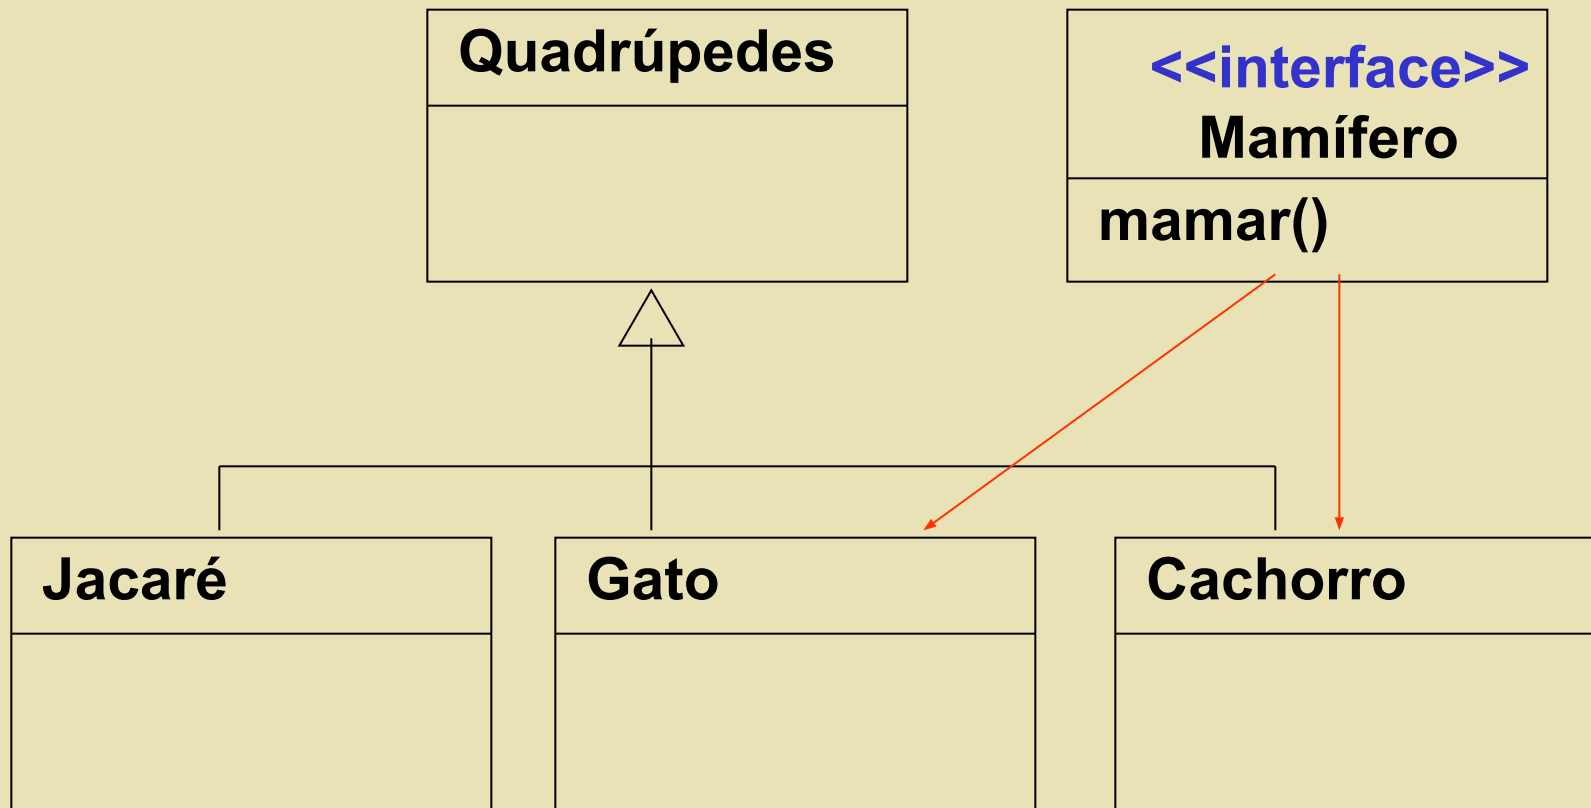 Quadrúpedes
<<interface>>
Mamífero
mamar()
Jacaré
Gato
Cachorro